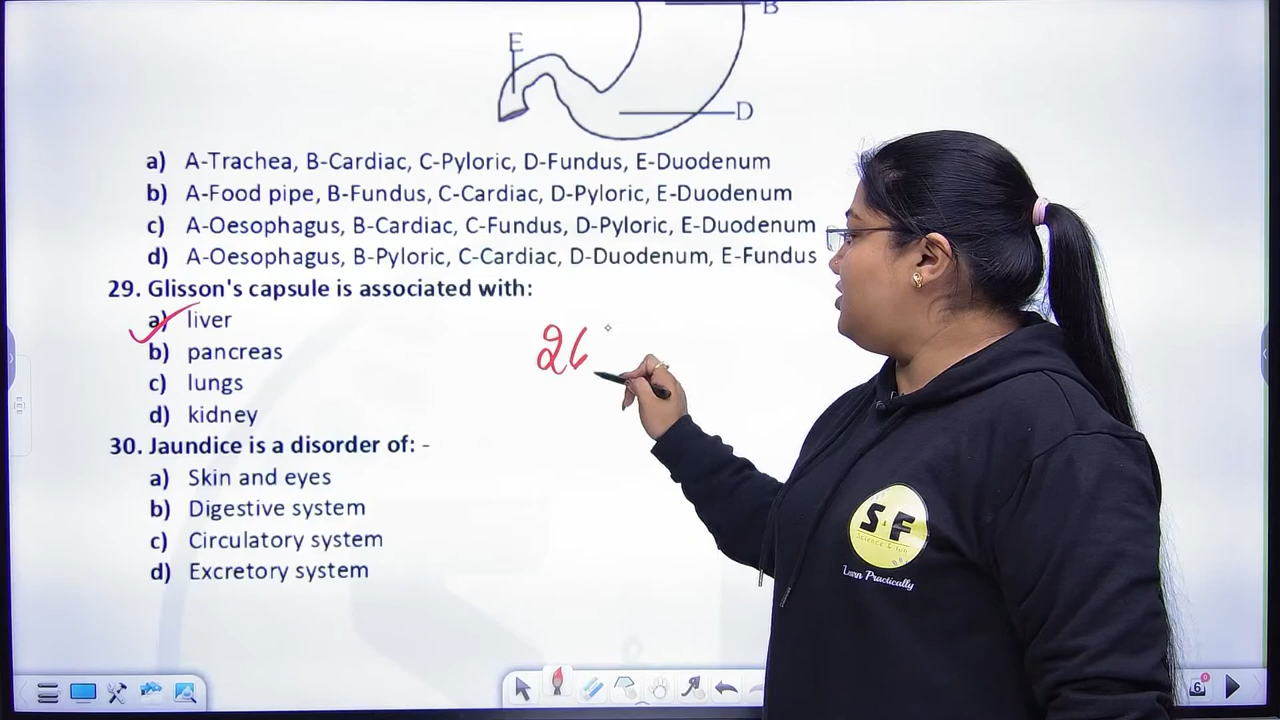 B
E
D
a) A-Trachea, B-Cardiac, C-Pyloric, D-Fundus, E-Duodenum
b) A-Food pipe, B-Fundus, C-Cardiac, D-Pyloric, E-Duodenum
c) A-Oesophagus, B-Cardiac, C-Fundus, D-Pyloric, E-Duodenum
d) A-Oesophagus, B-Pyloric, C-Cardiac, D-Duodenum, E-Fundus
29. Glisson's capsule is associated with:
a) liver
b) pancreas
c) lungs
d) kidney
26
30. Jaundice is a disorder of: -
a) Skin and eyes
b) Digestive system
c) Circulatory system
d) Excretory system
S&F
Science & fun
Learn Practically
6